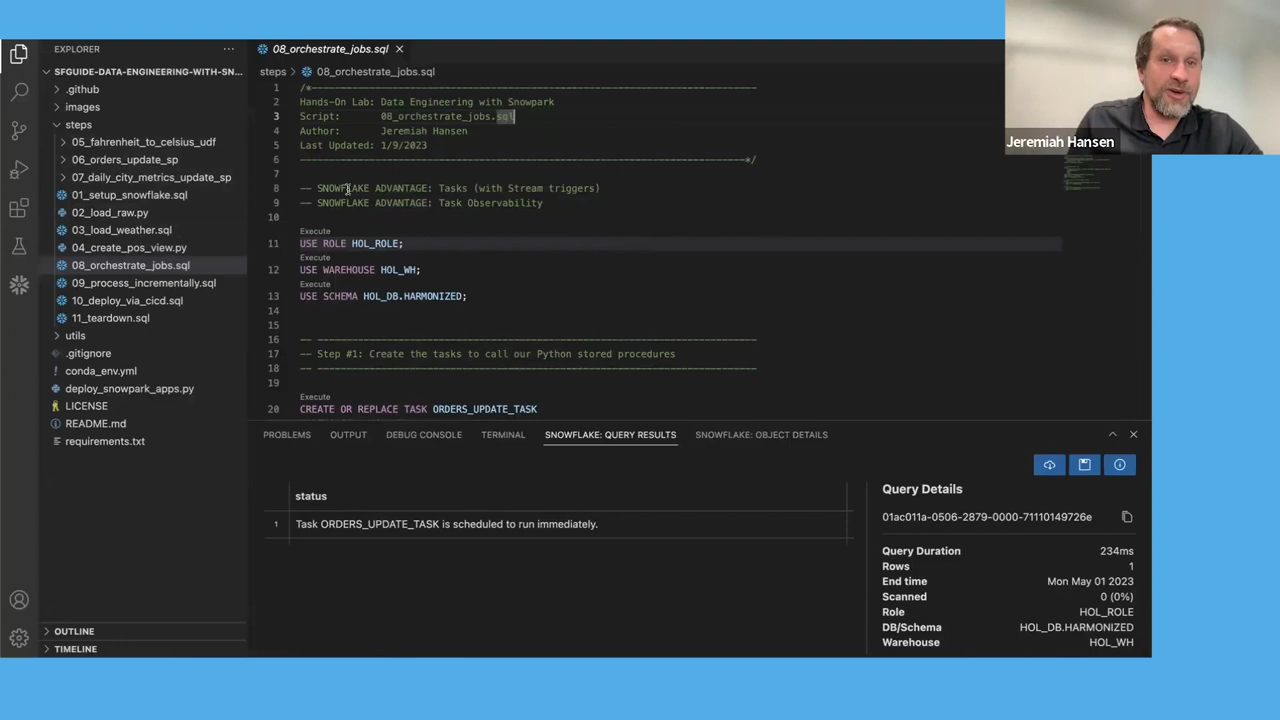 EXPLORER
SFGUIDE-DATA-ENGINEERING-WITH-SN...
.github
images
steps
05_fahrenheit_to_celsius_udf
06_orders_update_sp
07_daily_city_metrics_update_sp
01_setup_snowflake.sql
02_load_raw.py
03_load_weather.sql
04_create_pos_view.py
08_orchestrate_jobs.sql
09_process_incrementally.sql
10_deploy_via_cicd.sql
11_teardown.sql
utils
.gitignore
conda_env.yml
deploy_snowpark_apps.py
LICENSE
README.md
requirements.txt
OUTLINE
TIMELINE
08_orchestrate_jobs.sql
steps > 08_orchestrate_jobs.sql
1 /*-----------------------------------------------------------------------------
2 Hands-On Lab: Data Engineering with Snowpark
3 Script: 08_orchestrate_jobs.sql
4 Author: Jeremiah Hansen
5 Last Updated: 1/9/2023
6 -----------------------------------------------------------------------------*/
7
8 -- SNOWFLAKE ADVANTAGE: Tasks (with Stream triggers)
9 -- SNOWFLAKE ADVANTAGE: Task Observability
10
Execute
11 USE ROLE HOL_ROLE;
Execute
12 USE WAREHOUSE HOL_WH;
Execute
13 USE SCHEMA HOL_DB.HARMONIZED;
14
15
16 -- ----------------------------------------------------------------------------
17 -- Step #1: Create the tasks to call our Python stored procedures
18 -- ----------------------------------------------------------------------------
19
Execute
20 CREATE OR REPLACE TASK ORDERS_UPDATE_TASK
Jeremiah Hansen
PROBLEMS OUTPUT DEBUG CONSOLE TERMINAL SNOWFLAKE: QUERY RESULTS SNOWFLAKE: OBJECT DETAILS
status
1 Task ORDERS_UPDATE_TASK is scheduled to run immediately.
Query Details
01ac011a-0506-2879-0000-71110149726e
Query Duration 234ms
Rows 1
End time Mon May 01 2023
Scanned 0 (0%)
Role HOL_ROLE
DB/Schema HOL_DB.HARMONIZED
Warehouse HOL_WH